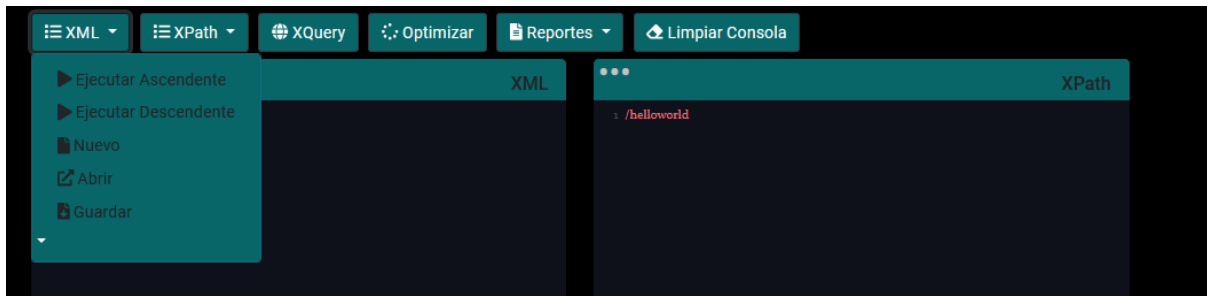 XML XPath XQuery Optimizar Reportes Limpiar Consola
Ejecutar Ascendente
Ejecutar Descendente
Nuevo
Abrir
Guardar
XML
XPath
1 /helloworld